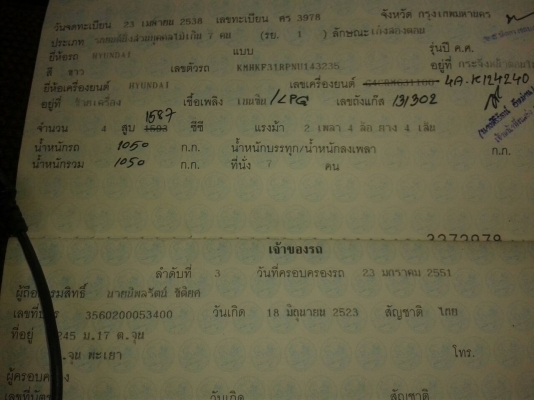 วันจดทะเบียน 23 เมษายน 2538 เลขทะเบียน ศร 3978 จังหวัด กรุงเทพมหานคร
ประเภท รถยนต์นั่งส่วนบุคคลไม่เกิน 7 คน (รย. 1 ) ลักษณะ เก๋งสองตอน
ยี่ห้อรถ HYUNDAI แบบ รุ่นปี ค.ศ.
สี ขาว เลขตัวรถ KMHKF31RPNU143235 อยู่ที่
ยี่ห้อเครื่องยนต์ HYUNDAI เลขเครื่องยนต์ 4A-K124240
อยู่ที่ เชื้อเพลิง เบนซิน /LPG เลขถังแก๊ส 131302
1587
จำนวน 4 สูบ 1593 ซีซี แรงม้า 2 เพลา 4 ล้อ ยาง 4 เส้น
น้ำหนักรถ 1050 ก.ก. น้ำหนักบรรทุก/น้ำหนักลงเพลา ก.ก.
น้ำหนักรวม 1050 ก.ก. ที่นั่ง 7 คน
3273979
เจ้าของรถ
ลำดับที่ 3 วันที่ครอบครองรถ 23 มกราคม 2551
ผู้ถือกรรมสิทธิ์
เลขที่บัตร 3560200053400 วันเกิด 18 มิถุนายน 2523 สัญชาติ ไทย
ที่อยู่ 245 ม.17 ต.จุน
อ.จุน พะเยา โทร.
ผู้ครอบครอง
เลขที่บัตร วันเกิด สัญชาติ